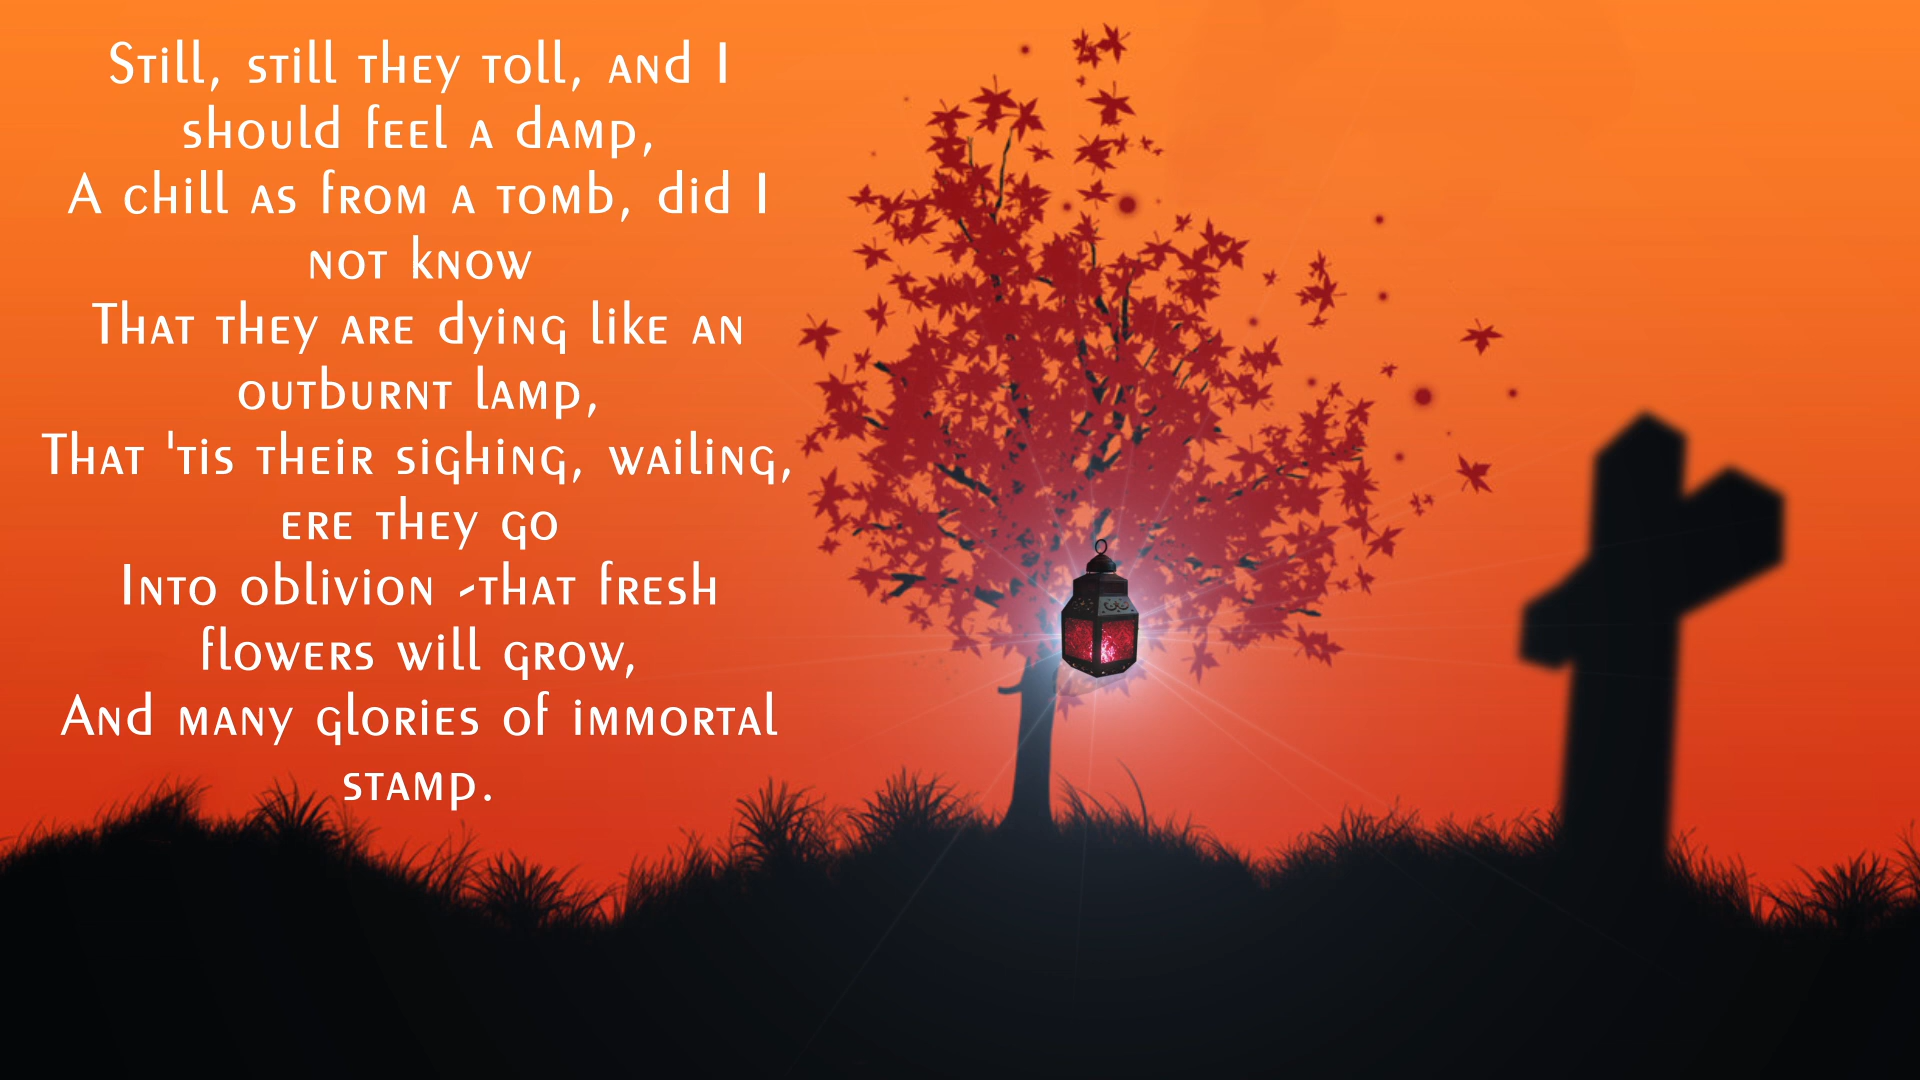 Still, still they toll, and I
should feel a damp,
A chill as from a tomb, did I
not know
That they are dying like an
outburnt lamp,
That 'tis their sighing, wailing,
ere they go
Into oblivion -that fresh
flowers will grow,
And many glories of immortal
stamp.